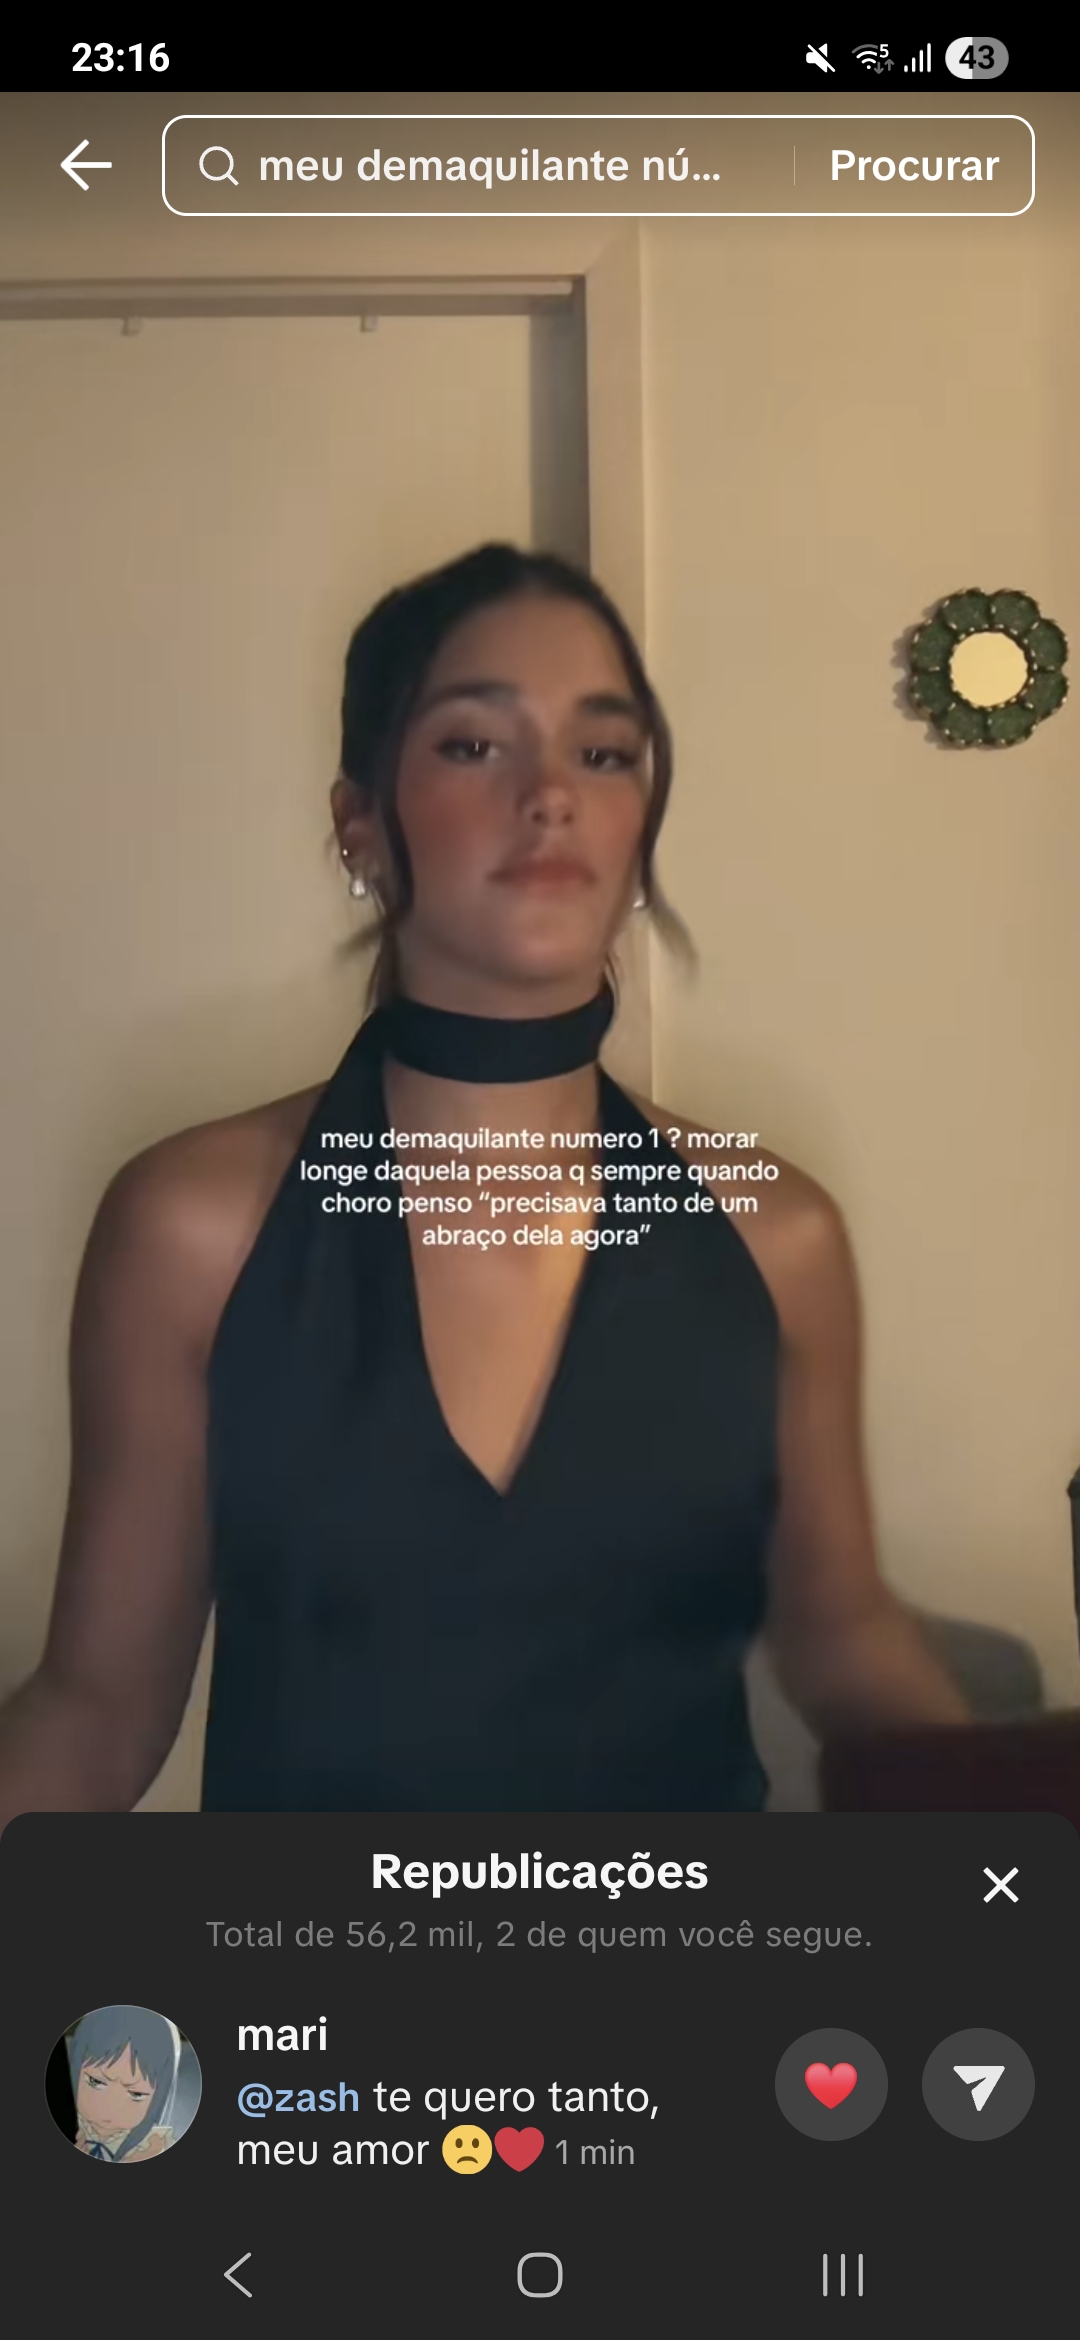 23:16
5
43
meu demaquilante nú...
Procurar
meu demaquilante numero 1 ? morar
longe daquela pessoa q sempre quando
choro penso “precisava tanto de um
abraço dela agora”
Republicações
Total de 56,2 mil, 2 de quem você segue.
mari
@zash te quero tanto,
meu amor 🙁❤️ 1 min